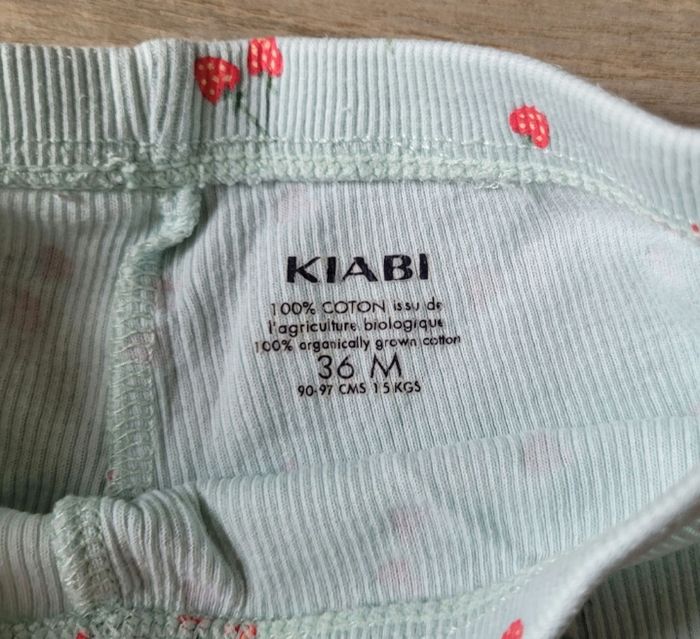 KIABI
100% COTON issu de
l'agriculture biologique
100% organically grown cotton
36 M
90-97 CMS 15 KGS